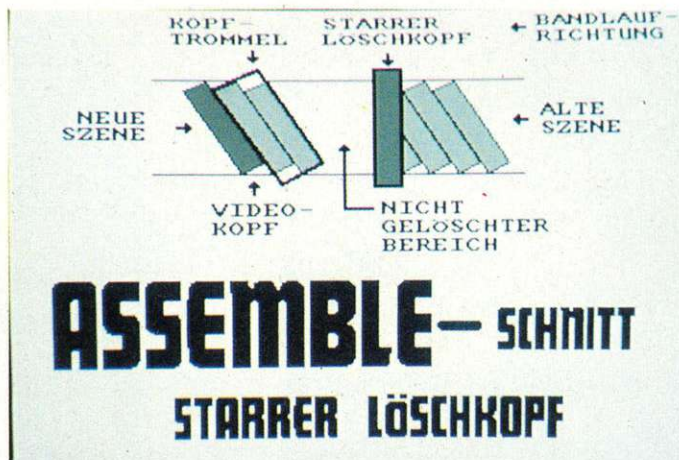 KOPF-
TROMMEL
STARRER
LÖSCHKOPF
BANDLAUF-
RICHTUNG
NEUE
SZENE
ALTE
SZENE
VIDEO-
KOPF
NICHT
GELÖSCHTER
BEREICH
ASSEMBLE- SCHNITT
STARRER LÖSCHKOPF